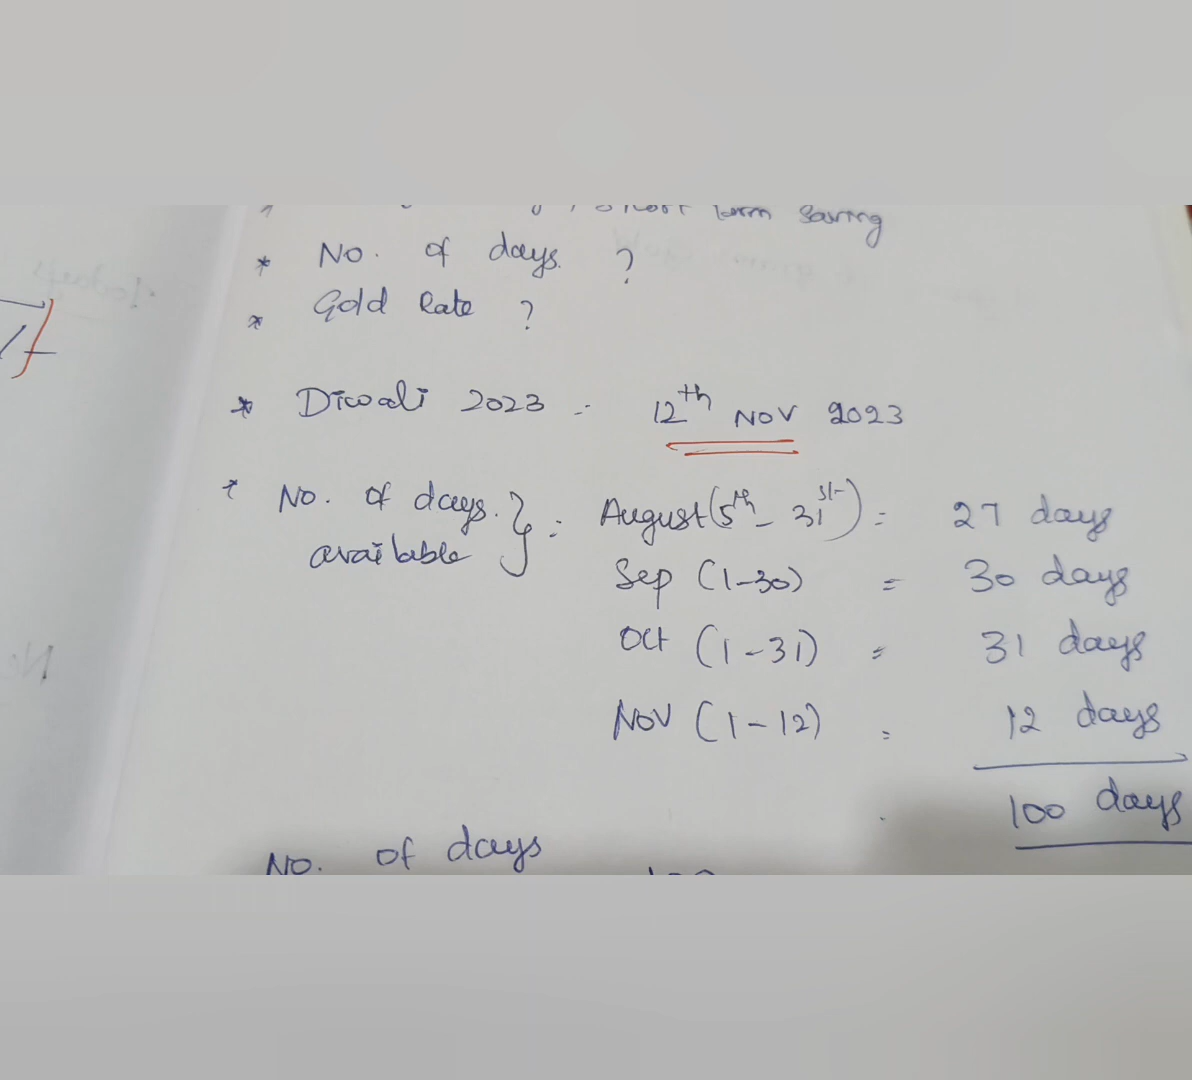 short term saving
* No. of days. ?
* Gold Rate ?
* Diwali 2023 :- 12th NOV 2023
* No. of days. available } : August (5th - 31st) = 27 days
Sep (1-30) = 30 days
Oct (1-31) = 31 days
NOV (1-12) = 12 days
100 days
No. of days